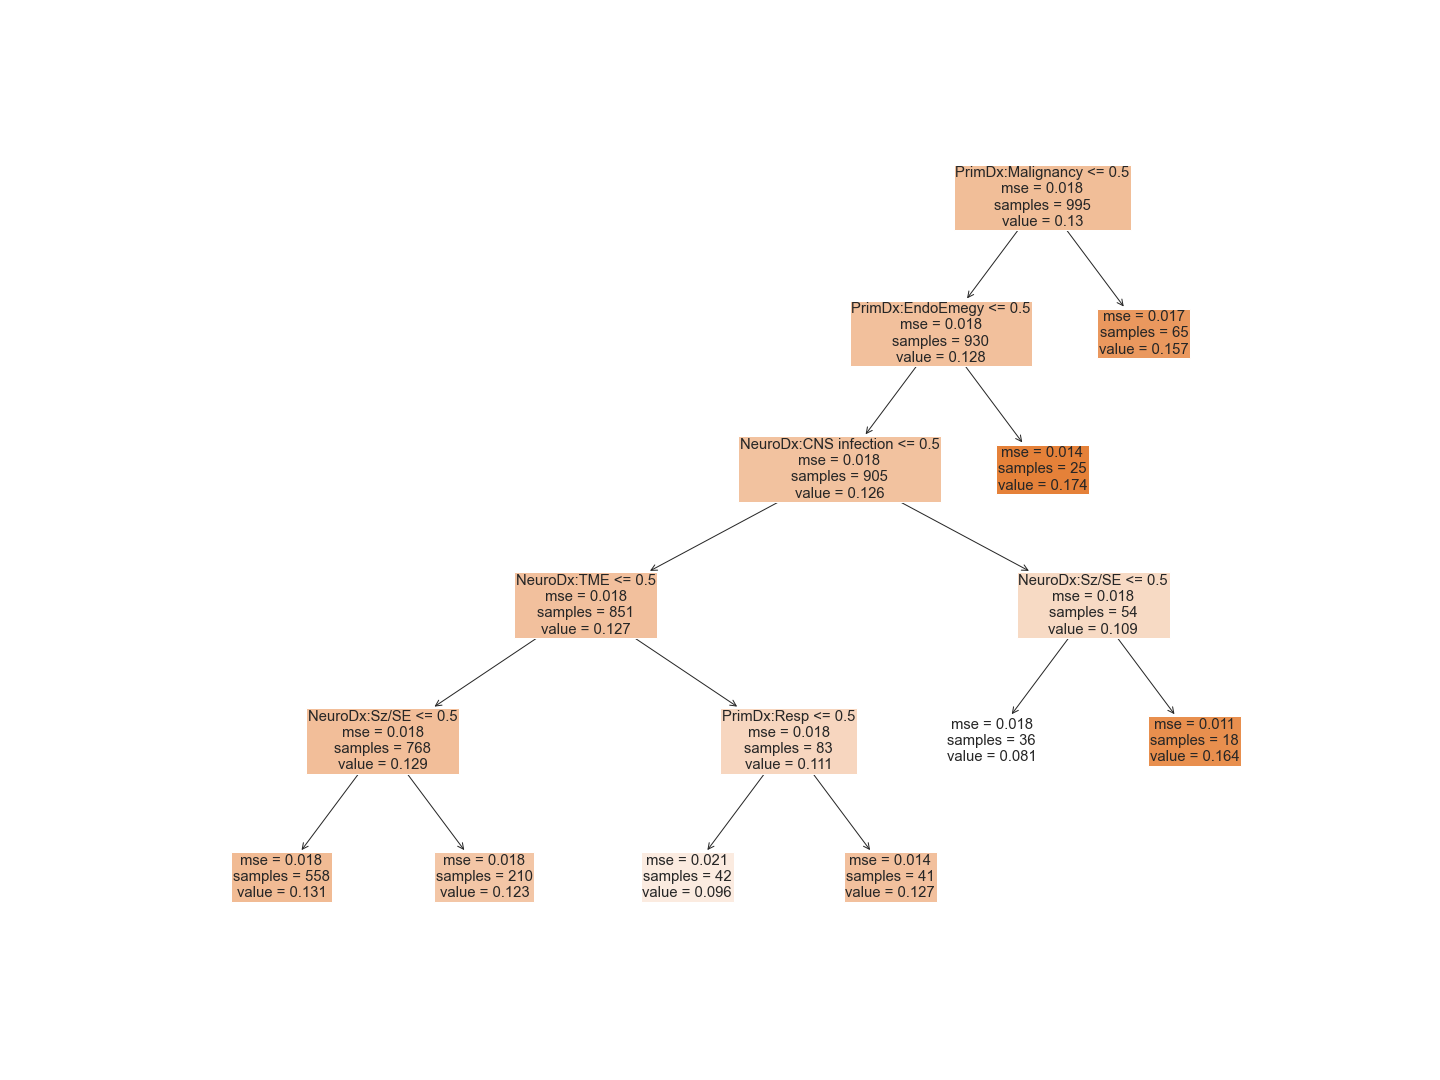 PrimDx:Malignancy <= 0.5
mse = 0.018
samples = 995
value = 0.13
PrimDx:EndoEmegy <= 0.5
mse = 0.018
samples = 930
value = 0.128
mse = 0.017
samples = 65
value = 0.157
NeuroDx:CNS infection <= 0.5
mse = 0.018
samples = 905
value = 0.126
mse = 0.014
samples = 25
value = 0.174
NeuroDx:TME <= 0.5
mse = 0.018
samples = 851
value = 0.127
NeuroDx:Sz/SE <= 0.5
mse = 0.018
samples = 54
value = 0.109
NeuroDx:Sz/SE <= 0.5
mse = 0.018
samples = 768
value = 0.129
PrimDx:Resp <= 0.5
mse = 0.018
samples = 83
value = 0.111
mse = 0.018
samples = 36
value = 0.081
mse = 0.011
samples = 18
value = 0.164
mse = 0.018
samples = 558
value = 0.131
mse = 0.018
samples = 210
value = 0.123
mse = 0.021
samples = 42
value = 0.096
mse = 0.014
samples = 41
value = 0.127